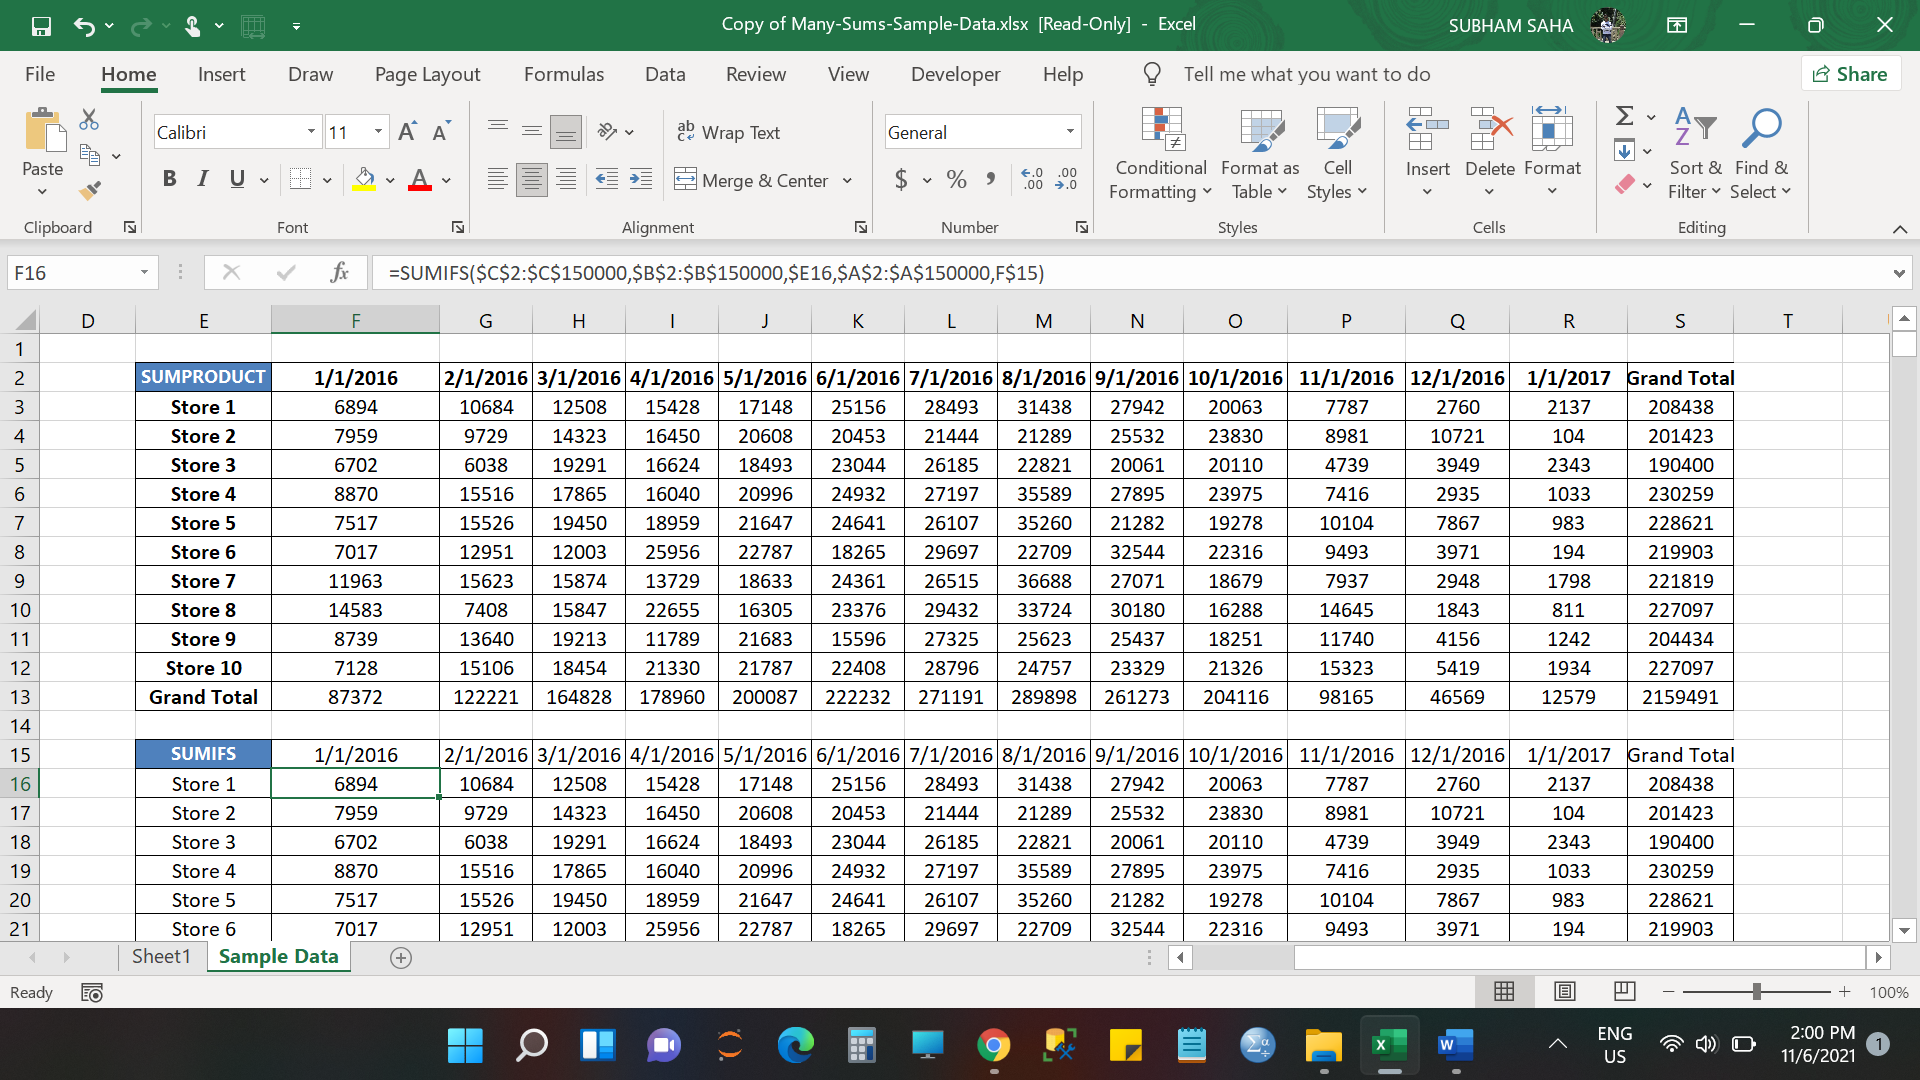 Copy of Many-Sums-Sample-Data.xlsx [Read-Only] - Excel
SUBHAM SAHA
File Home Insert Draw Page Layout Formulas Data Review View Developer Help Tell me what you want to do Share
Paste
Clipboard
Calibri 11
B I U
Font
Wrap Text
Merge & Center
Alignment
General
$ % ,
Number
Conditional Formatting
Format as Table
Cell Styles
Styles
Insert Delete Format
Cells
Sort & Filter
Find & Select
Editing
F16 fx =SUMIFS($C$2:$C$150000,$B$2:$B$150000,$E16,$A$2:$A$150000,F$15)
D E F G H I J K L M N O P Q R S T
1
2 SUMPRODUCT 1/1/2016 2/1/2016 3/1/2016 4/1/2016 5/1/2016 6/1/2016 7/1/2016 8/1/2016 9/1/2016 10/1/2016 11/1/2016 12/1/2016 1/1/2017 Grand Total
3 Store 1 6894 10684 12508 15428 17148 25156 28493 31438 27942 20063 7787 2760 2137 208438
4 Store 2 7959 9729 14323 16450 20608 20453 21444 21289 25532 23830 8981 10721 104 201423
5 Store 3 6702 6038 19291 16624 18493 23044 26185 22821 20061 20110 4739 3949 2343 190400
6 Store 4 8870 15516 17865 16040 20996 24932 27197 35589 27895 23975 7416 2935 1033 230259
7 Store 5 7517 15526 19450 18959 21647 24641 26107 35260 21282 19278 10104 7867 983 228621
8 Store 6 7017 12951 12003 25956 22787 18265 29697 22709 32544 22316 9493 3971 194 219903
9 Store 7 11963 15623 15874 13729 18633 24361 26515 36688 27071 18679 7937 2948 1798 221819
10 Store 8 14583 7408 15847 22655 16305 23376 29432 33724 30180 16288 14645 1843 811 227097
11 Store 9 8739 13640 19213 11789 21683 15596 27325 25623 25437 18251 11740 4156 1242 204434
12 Store 10 7128 15106 18454 21330 21787 22408 28796 24757 23329 21326 15323 5419 1934 227097
13 Grand Total 87372 122221 164828 178960 200087 222232 271191 289898 261273 204116 98165 46569 12579 2159491
14
15 SUMIFS 1/1/2016 2/1/2016 3/1/2016 4/1/2016 5/1/2016 6/1/2016 7/1/2016 8/1/2016 9/1/2016 10/1/2016 11/1/2016 12/1/2016 1/1/2017 Grand Total
16 Store 1 6894 10684 12508 15428 17148 25156 28493 31438 27942 20063 7787 2760 2137 208438
17 Store 2 7959 9729 14323 16450 20608 20453 21444 21289 25532 23830 8981 10721 104 201423
18 Store 3 6702 6038 19291 16624 18493 23044 26185 22821 20061 20110 4739 3949 2343 190400
19 Store 4 8870 15516 17865 16040 20996 24932 27197 35589 27895 23975 7416 2935 1033 230259
20 Store 5 7517 15526 19450 18959 21647 24641 26107 35260 21282 19278 10104 7867 983 228621
21 Store 6 7017 12951 12003 25956 22787 18265 29697 22709 32544 22316 9493 3971 194 219903
Sheet1 Sample Data
Ready 100%
ENG
US
2:00 PM
11/6/2021
1